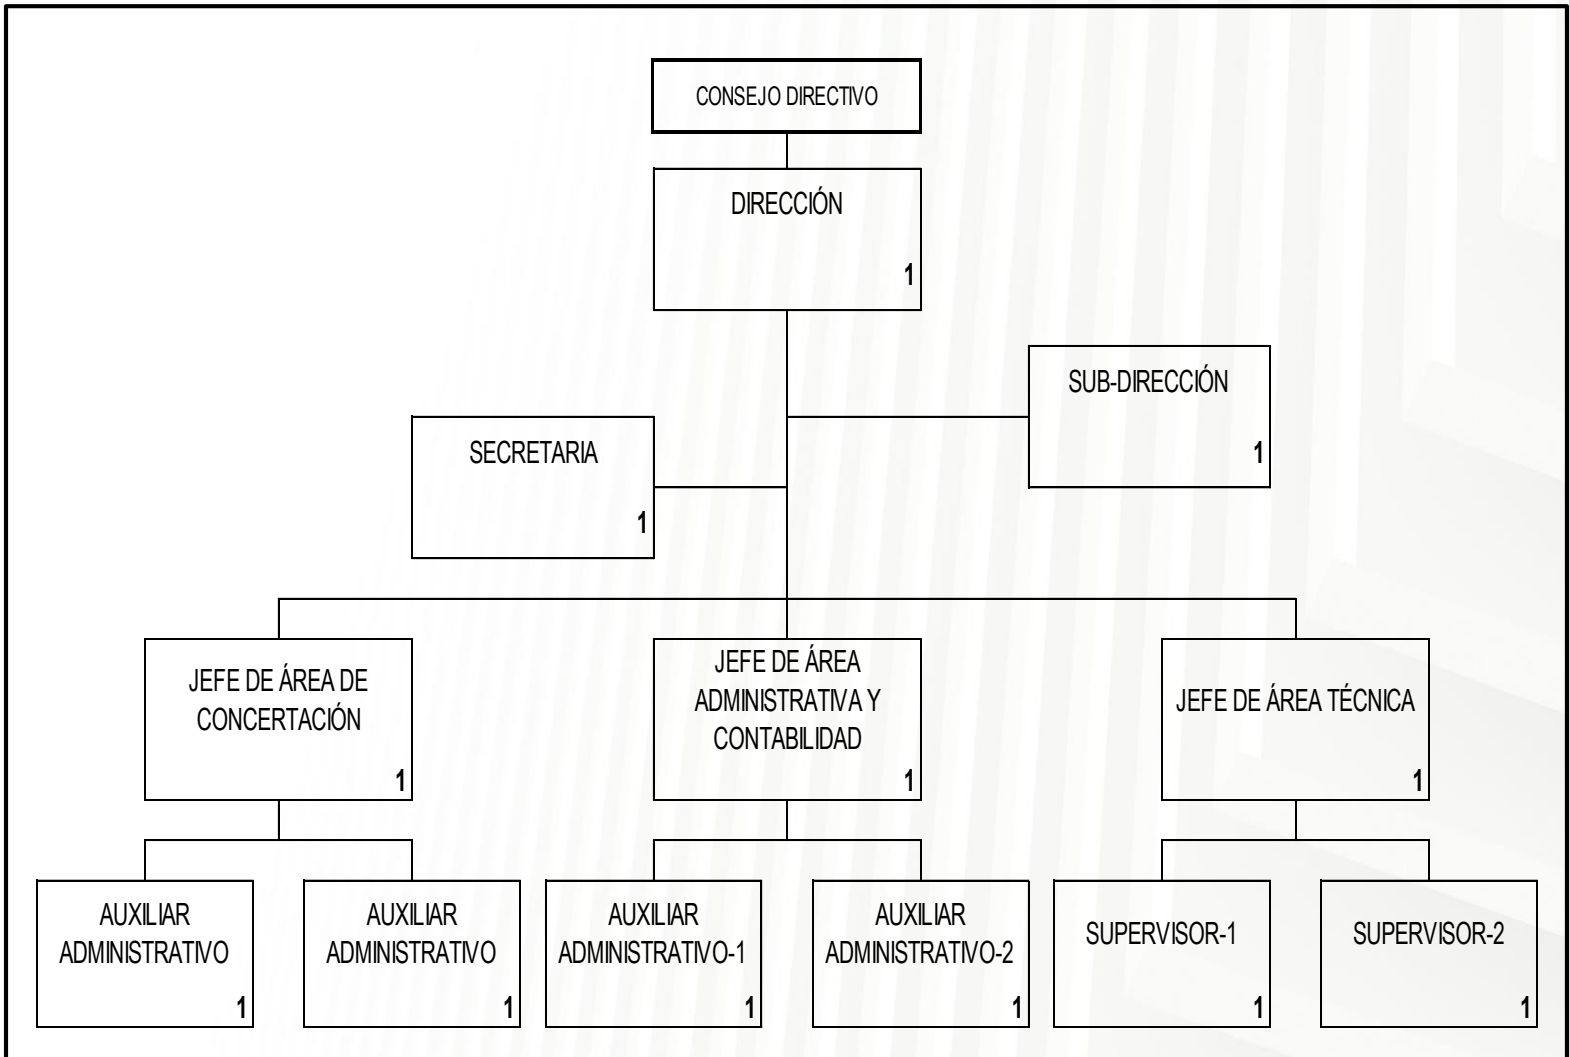 CONSEJO DIRECTIVO
DIRECCIÓN
1
SUB-DIRECCIÓN
1
SECRETARIA
1
JEFE DE ÁREA DE
CONCERTACIÓN
1
JEFE DE ÁREA
ADMINISTRATIVA Y
CONTABILIDAD
1
JEFE DE ÁREA TÉCNICA
1
AUXILIAR
ADMINISTRATIVO
1
AUXILIAR
ADMINISTRATIVO
1
AUXILIAR
ADMINISTRATIVO-1
1
AUXILIAR
ADMINISTRATIVO-2
1
SUPERVISOR-1
1
SUPERVISOR-2
1